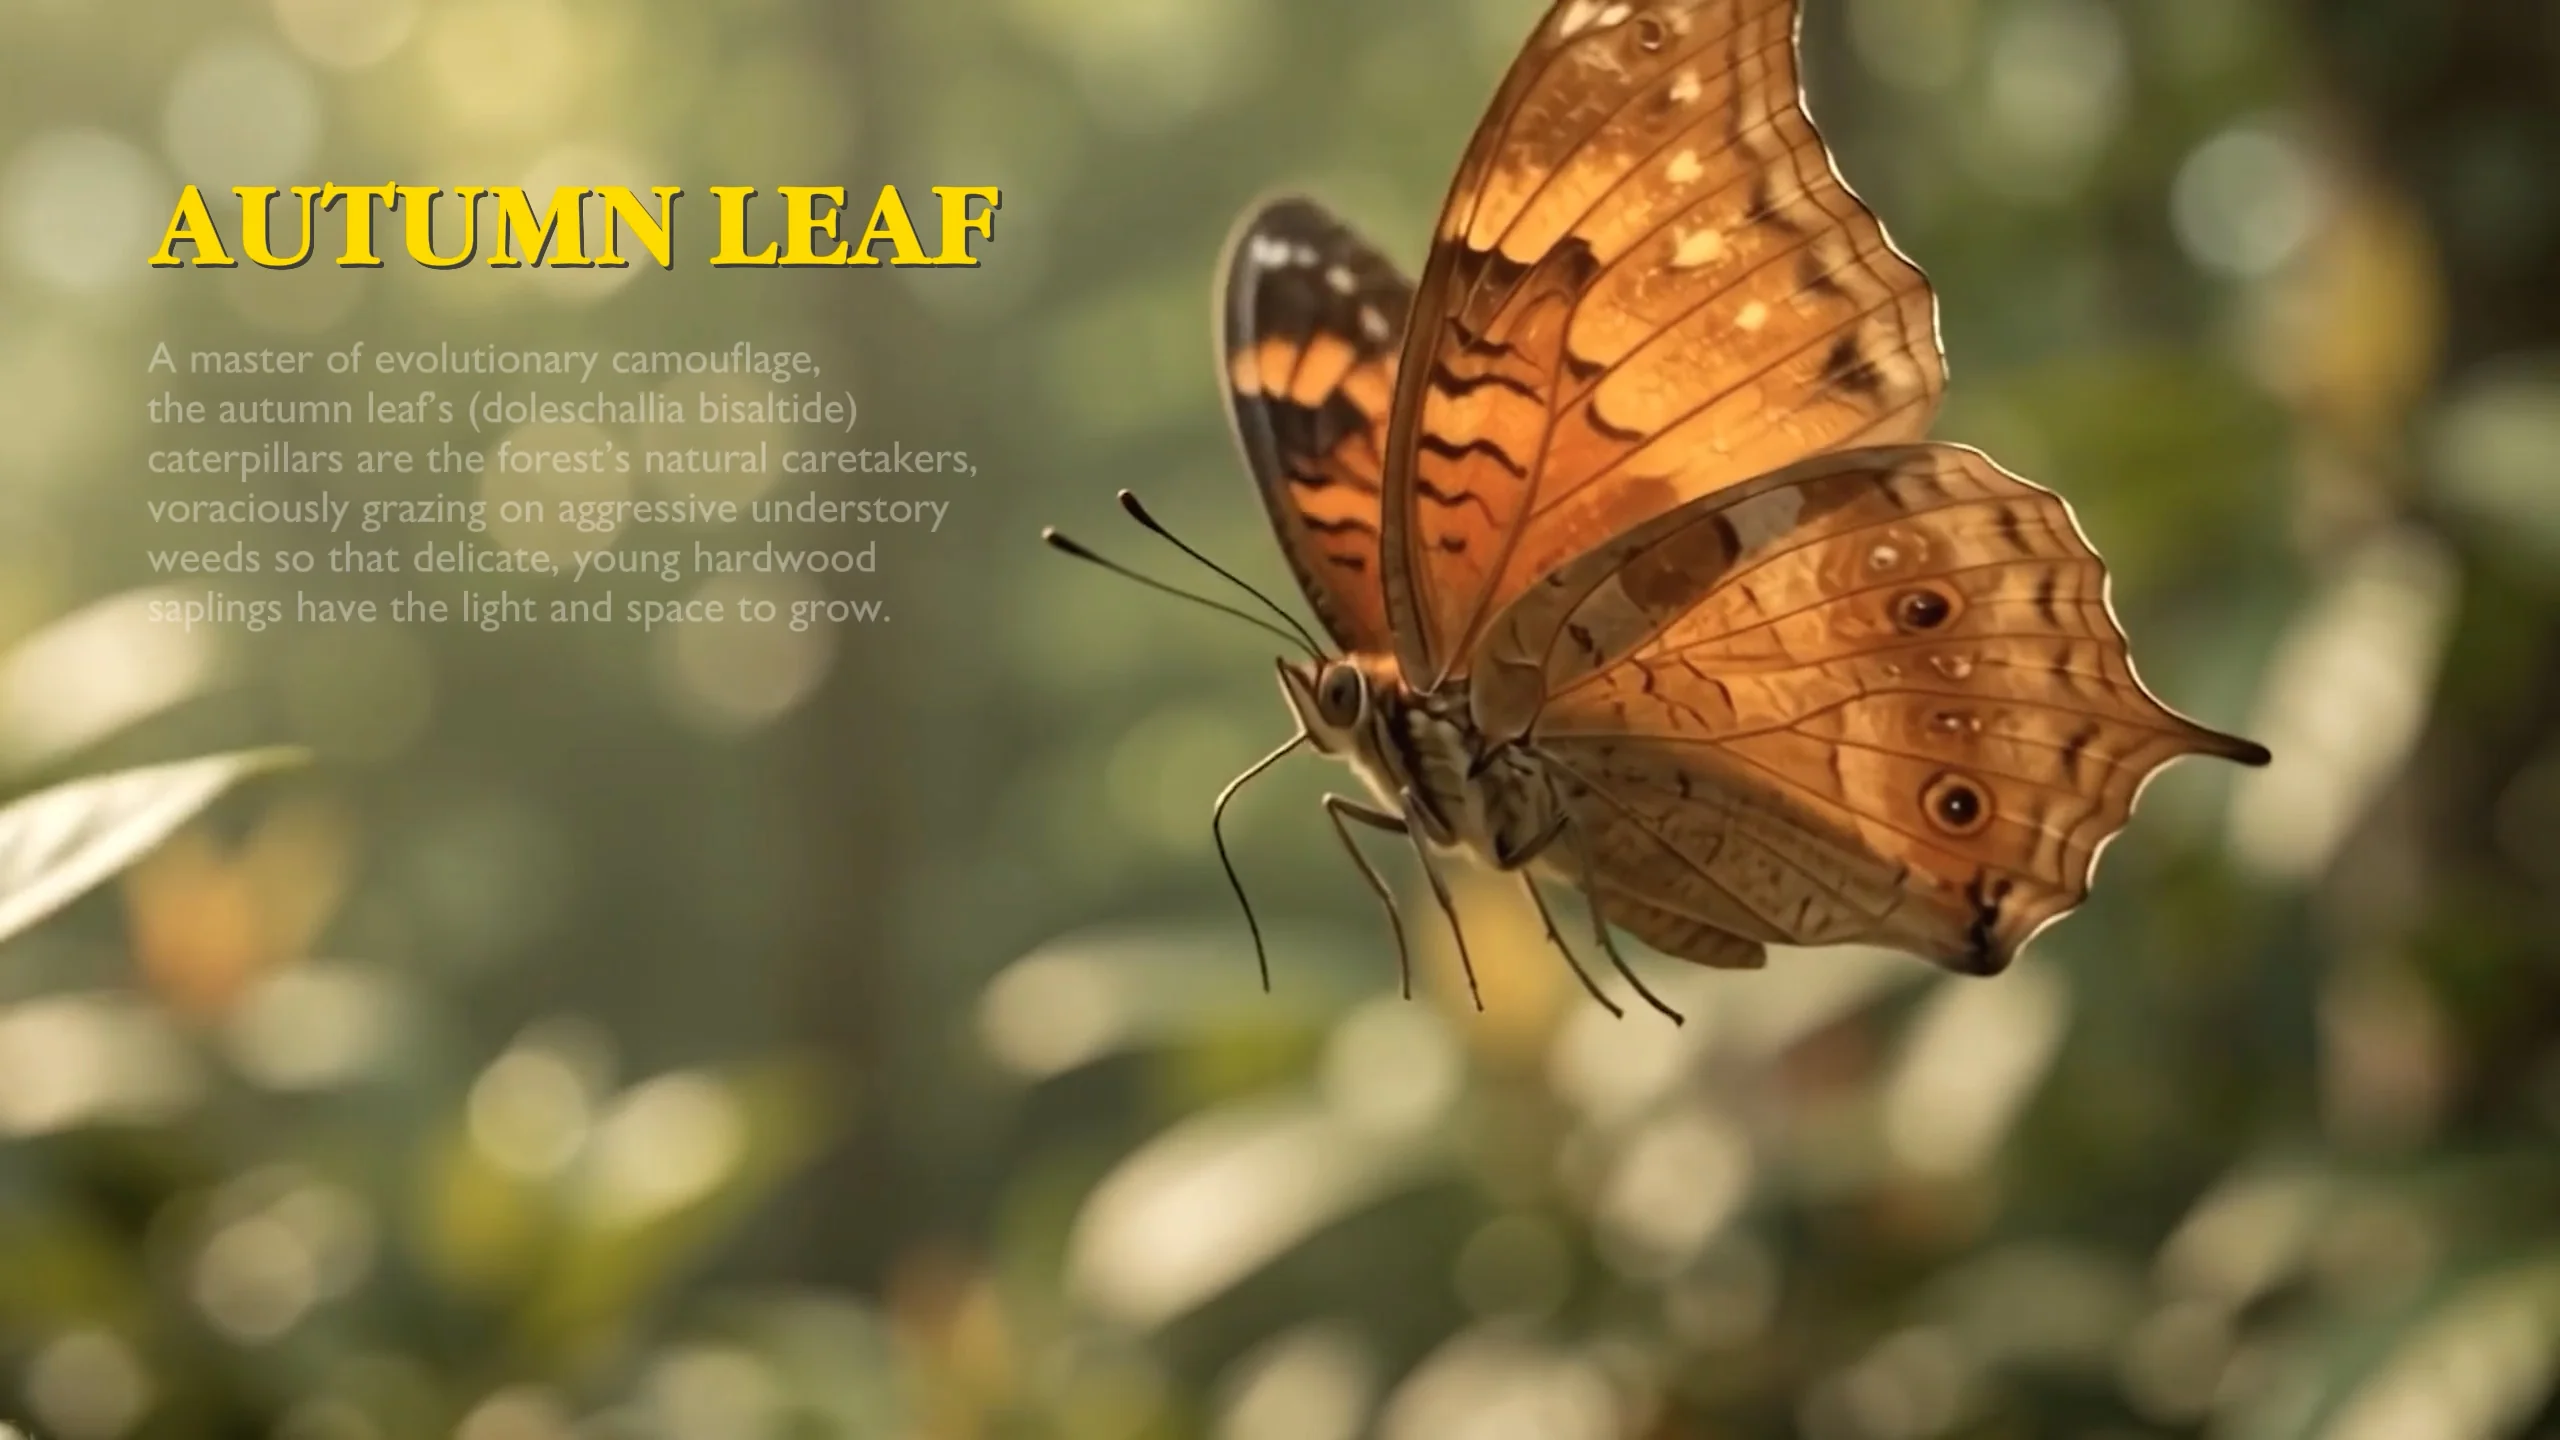 AUTUMN LEAF
A master of evolutionary camouflage,
the autumn leaf’s (doleschallia bisaltide)
caterpillars are the forest’s natural caretakers,
voraciously grazing on aggressive understory
weeds so that delicate, young hardwood
saplings have the light and space to grow.